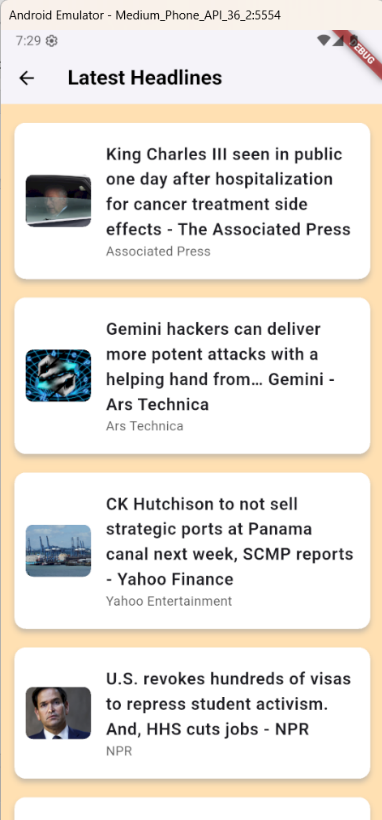 Android Emulator - Medium_Phone_API_36_2:5554
7:29
DEBUG
Latest Headlines
King Charles III seen in public
one day after hospitalization
for cancer treatment side
effects - The Associated Press
Associated Press
Gemini hackers can deliver
more potent attacks with a
helping hand from... Gemini -
Ars Technica
Ars Technica
CK Hutchison to not sell
strategic ports at Panama
canal next week, SCMP reports
- Yahoo Finance
Yahoo Entertainment
U.S. revokes hundreds of visas
to repress student activism.
And, HHS cuts jobs - NPR
NPR